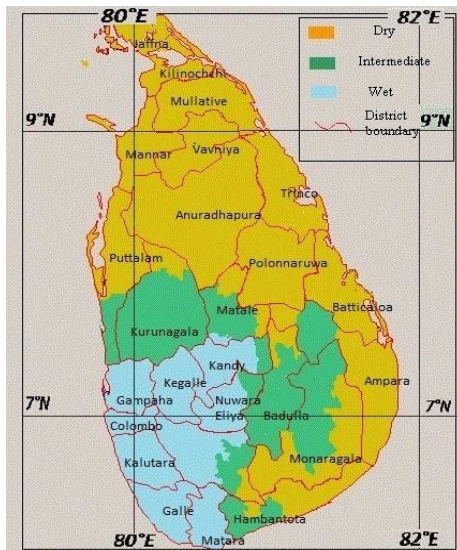 80°E
82°E
Jaffna
Dry
Intermediate
Wet
District
boundary
Kilinochchi
Mullative
9°N
9°N
Mannar
Vavniya
Trinco
Anuradhapura
Puttalam
Polonnaruwa
Matale
Batticaloa
Kurunagala
Kandy
Kegalle
Ampara
Gampaha
Nuwara
Eliya
Badulla
7°N
7°N
Colombo
Kalutara
Monaragala
Galle
Hambantota
Matara
80°E
82°E